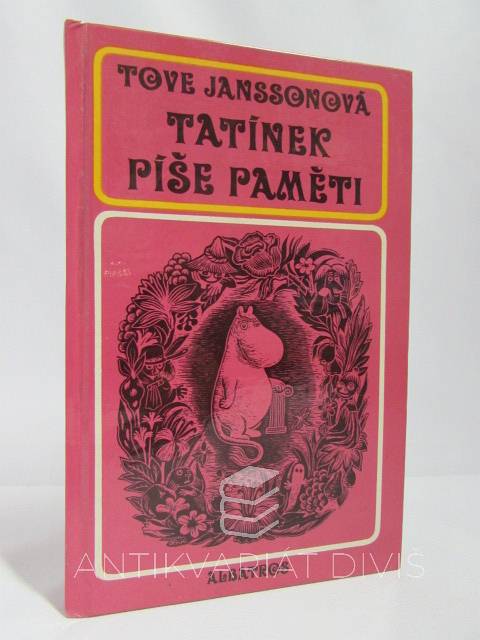 TOVE JANSSONOVÁ
TATÍNEK
PÍŠE PAMĚTI
ALBATROS
ANTIKVARIÁT DIVIŠ